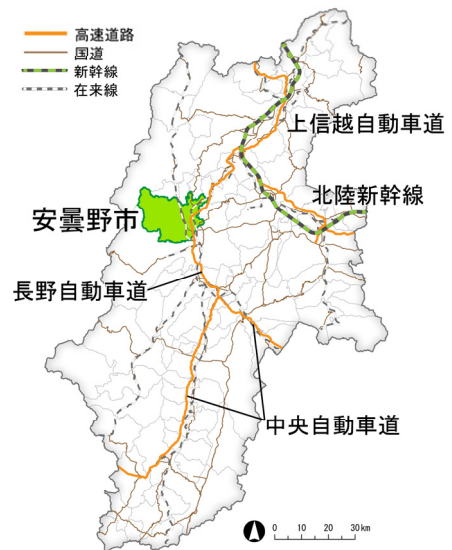 高速道路
国道
新幹線
在来線
上信越自動車道
北陸新幹線
安曇野市
長野自動車道
中央自動車道
0 10 20 30km